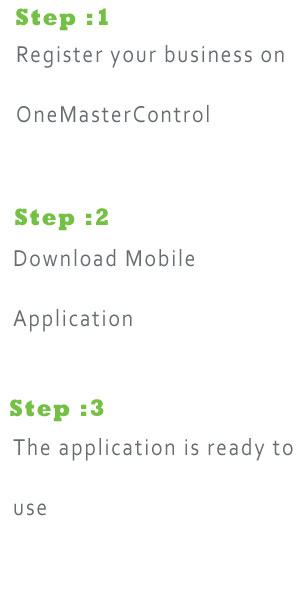 Step :1
Register your business on
OneMasterControl
Step :2
Download Mobile
Application
Step :3
The application is ready to
use